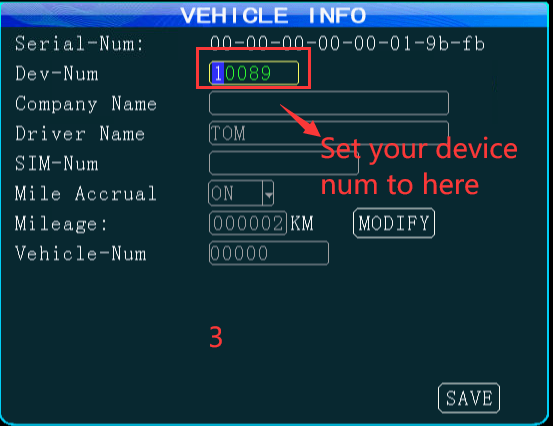 VEHICLE INFO
Serial-Num: 00-00-00-00-00-01-9b-fb
Dev-Num 10089
Company Name
Driver Name TOM
SIM-Num
Set your device
num to here
Mile Accrual ON
Mileage: 000002 KM MODIFY
Vehicle-Num 00000
3
SAVE